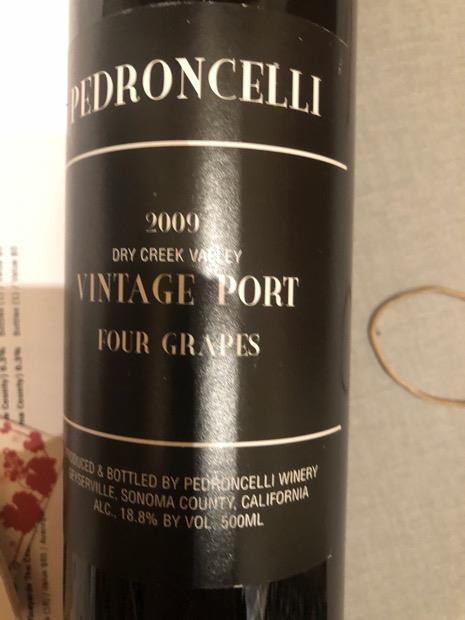 PEDRONCELLI
2009
DRY CREEK VALLEY
VINTAGE PORT
FOUR GRAPES
PRODUCED & BOTTLED BY PEDRONCELLI WINERY
GEYSERVILLE, SONOMA COUNTY, CALIFORNIA
ALC., 18.8% BY VOL. 500ML